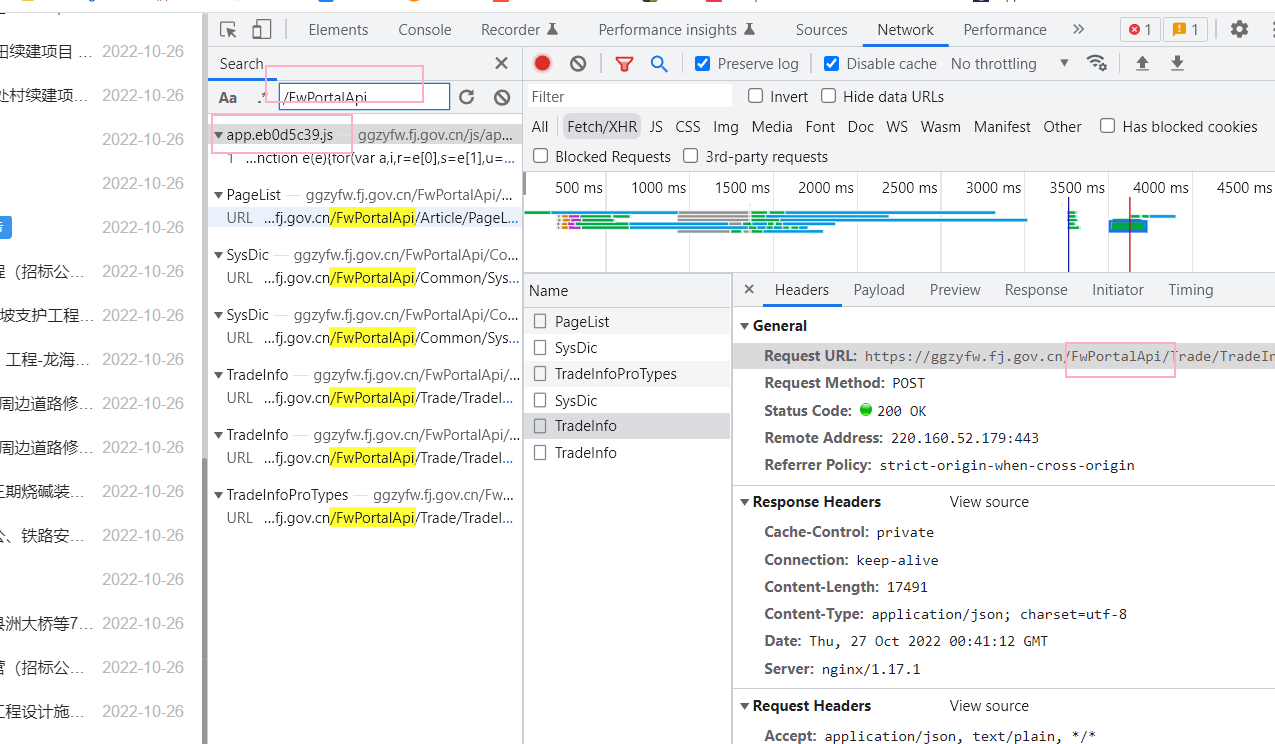 田续建项目 ... 2022-10-26
处村续建项... 2022-10-26
2022-10-26
2022-10-26
2022-10-26
程（招标公... 2022-10-26
坡支护工程... 2022-10-26
工程-龙海... 2022-10-26
周边道路修... 2022-10-26
周边道路修... 2022-10-26
三期烧碱装... 2022-10-26
公、铁路安... 2022-10-26
2022-10-26
县洲大桥等7... 2022-10-26
营（招标公... 2022-10-26
工程设计施... 2022-10-26
Elements Console Recorder Performance insights Sources Network Performance 1 1
Search
Aa .* /FwPortalApi
app.eb0d5c39.js ggzyfw.fj.gov.cn/js/ap...
1 ...nction e(e){for(var a,i,r=e[0],s=e[1],u=...
PageList — ggzyfw.fj.gov.cn/FwPortalApi/...
URL ...fj.gov.cn/FwPortalApi/Article/PageL...
SysDic — ggzyfw.fj.gov.cn/FwPortalApi/Co...
URL ...fj.gov.cn/FwPortalApi/Common/Sys...
SysDic — ggzyfw.fj.gov.cn/FwPortalApi/Co...
URL ...fj.gov.cn/FwPortalApi/Common/Sys...
TradeInfo — ggzyfw.fj.gov.cn/FwPortalApi/...
URL ...fj.gov.cn/FwPortalApi/Trade/TradeI...
TradeInfo — ggzyfw.fj.gov.cn/FwPortalApi/...
URL ...fj.gov.cn/FwPortalApi/Trade/TradeI...
TradeInfoProTypes — ggzyfw.fj.gov.cn/Fw...
URL ...fj.gov.cn/FwPortalApi/Trade/TradeI...
Preserve log Disable cache No throttling
Filter Invert Hide data URLs
All Fetch/XHR JS CSS Img Media Font Doc WS Wasm Manifest Other Has blocked cookies
Blocked Requests 3rd-party requests
500 ms 1000 ms 1500 ms 2000 ms 2500 ms 3000 ms 3500 ms 4000 ms 4500 ms
Name
PageList
SysDic
TradeInfoProTypes
SysDic
TradeInfo
TradeInfo
Headers Payload Preview Response Initiator Timing
General
Request URL: https://ggzyfw.fj.gov.cn/FwPortalApi/Trade/TradeIn
Request Method: POST
Status Code: 200 OK
Remote Address: 220.160.52.179:443
Referrer Policy: strict-origin-when-cross-origin
Response Headers View source
Cache-Control: private
Connection: keep-alive
Content-Length: 17491
Content-Type: application/json; charset=utf-8
Date: Thu, 27 Oct 2022 00:41:12 GMT
Server: nginx/1.17.1
Request Headers View source
Accept: application/json, text/plain, */*